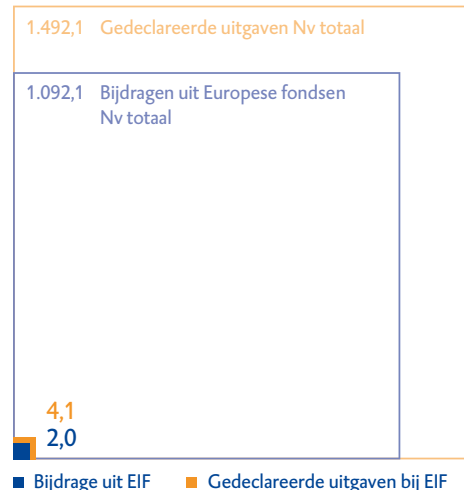 1.492,1 Gedeclareerde uitgaven Nv totaal
1.092,1 Bijdragen uit Europese fondsen
Nv totaal
4,1
2,0
Bijdrage uit EIF Gedeclareerde uitgaven bij EIF